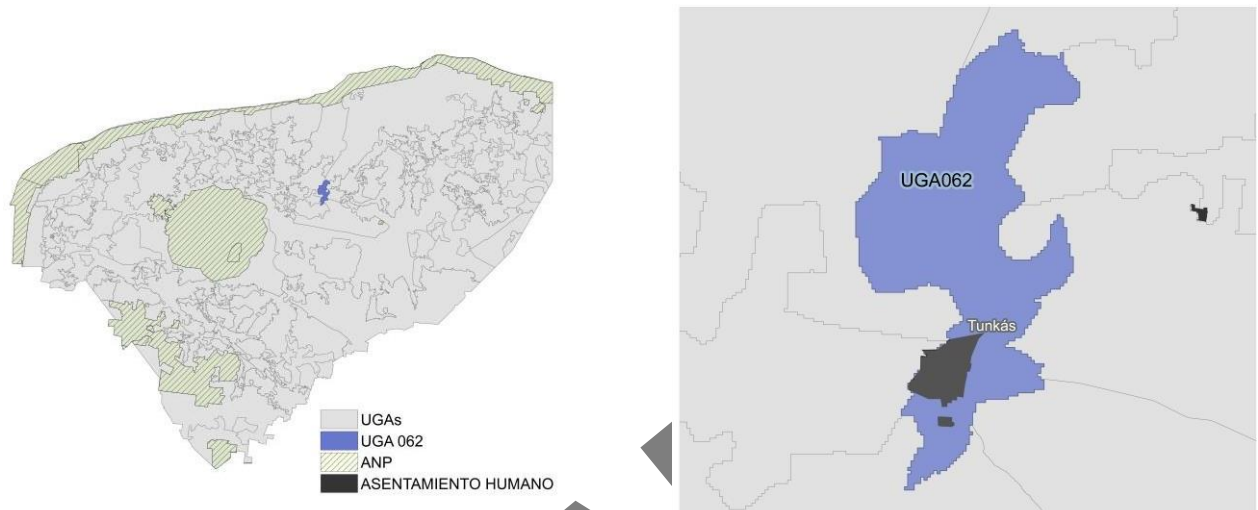 UGAs
UGA 062
ANP
ASENTAMIENTO HUMANO
UGA062
Tunkás